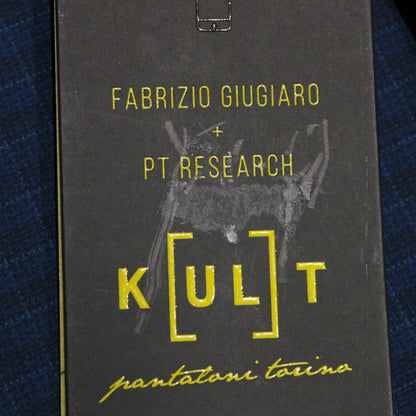 FABRIZIO GIUGIARO
+
PT RESEARCH
K[UL]T
pantaloni torino